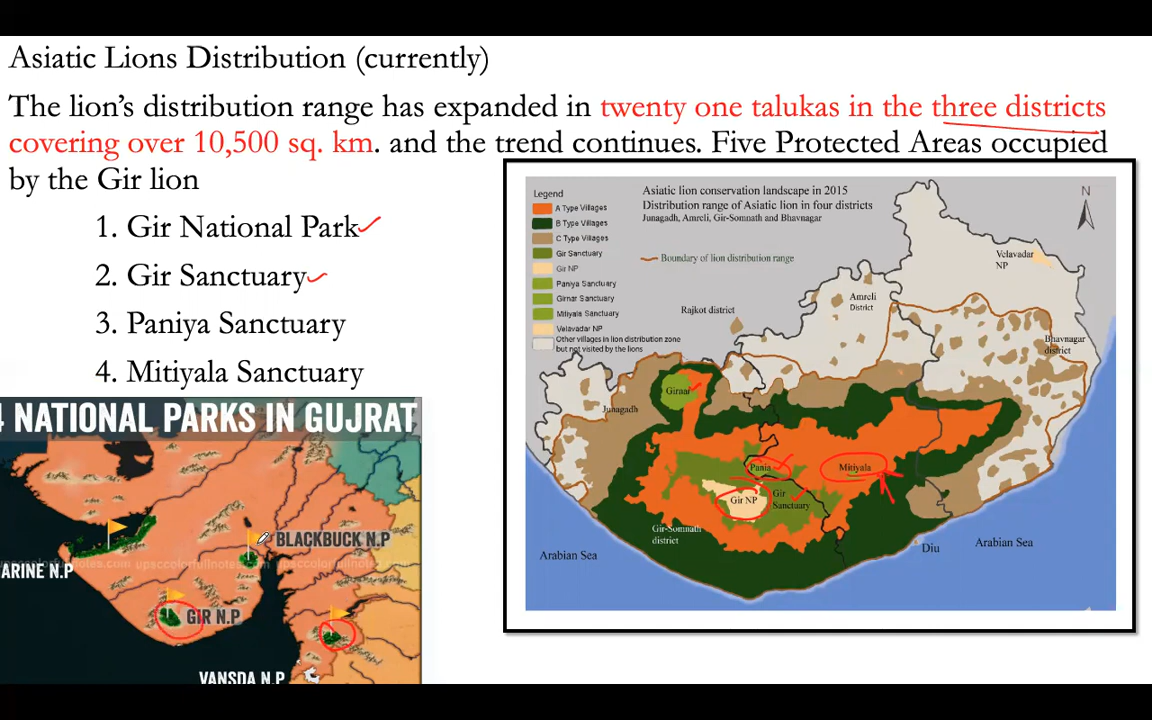 Asiatic Lions Distribution (currently)
The lion's distribution range has expanded in twenty one talukas in the three districts
covering over 10,500 sq. km. and the trend continues. Five Protected Areas occupied
by the Gir lion
1. Gir National Park
2. Gir Sanctuary
3. Paniya Sanctuary
4. Mitiyala Sanctuary
4 NATIONAL PARKS IN GUJRAT
BLACKBUCK N.P
upsccolorfullnotes.com upsccolorfullnotes.com
ARINE N.P
GIR N.P
VANSDA N.P
Legend
A Type Villages
B Type Villages
C Type Villages
Gir Sanctuary
Gir NP
Paniya Sanctuary
Girnar Sanctuary
Mitiyala Sanctuary
Velavadar NP
Other villages in lion distribution zone
but not visited by the lions
Asiatic lion conservation landscape in 2015
Distribution range of Asiatic lion in four districts
Junagadh, Amreli, Gir-Somnath and Bhavnagar
Boundary of lion distribution range
N
Velavadar
NP
Rajkot district
Amreli
District
Bhavnagar
district
Junagadh
Pania
Mitiyala
Gir NP
Gir
Sanctuary
Gir-Somnath
district
Arabian Sea
Diu
Arabian Sea